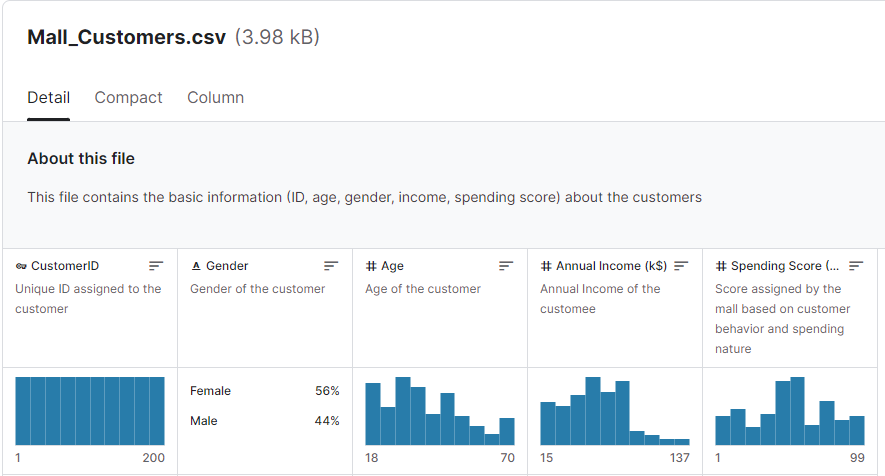 Mall_Customers.csv (3.98 kB)
Detail Compact Column
About this file
This file contains the basic information (ID, age, gender, income, spending score) about the customers
CustomerID
Unique ID assigned to the
customer
1 200
Gender
Gender of the customer
Female 56%
Male 44%
Age
Age of the customer
18 70
Annual Income (k$)
Annual Income of the
customee
15 137
Spending Score (...
Score assigned by the
mall based on customer
behavior and spending
nature
1 99